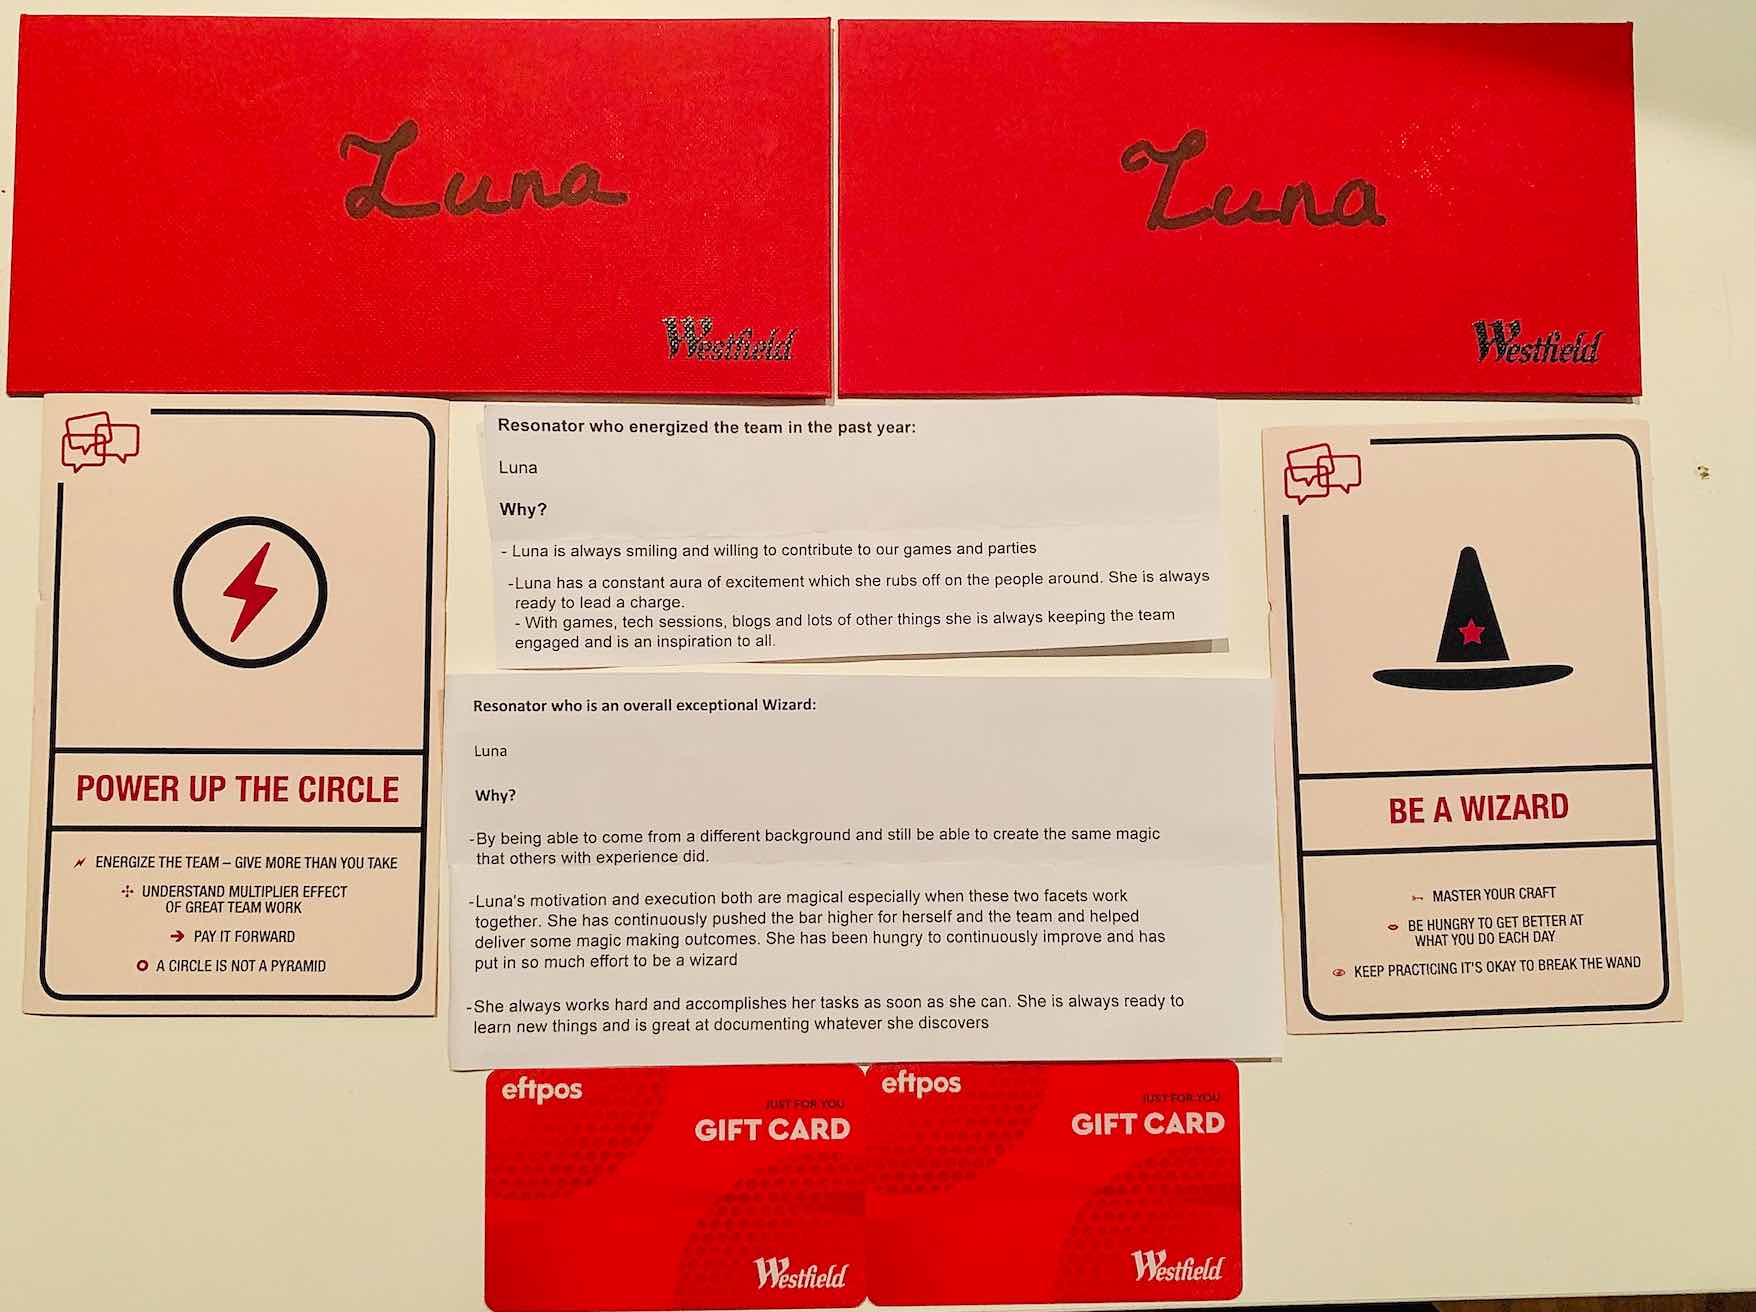 Luna
Westfield
Luna
Westfield
POWER UP THE CIRCLE
ENERGIZE THE TEAM – GIVE MORE THAN YOU TAKE
UNDERSTAND MULTIPLIER EFFECT
OF GREAT TEAM WORK
PAY IT FORWARD
A CIRCLE IS NOT A PYRAMID
Resonator who energized the team in the past year:
Luna
Why?
- Luna is always smiling and willing to contribute to our games and parties
-Luna has a constant aura of excitement which she rubs off on the people around. She is always
ready to lead a charge.
- With games, tech sessions, blogs and lots of other things she is always keeping the team
engaged and is an inspiration to all.
Resonator who is an overall exceptional Wizard:
Luna
Why?
-By being able to come from a different background and still be able to create the same magic
that others with experience did.
-Luna's motivation and execution both are magical especially when these two facets work
together. She has continuously pushed the bar higher for herself and the team and helped
deliver some magic making outcomes. She has been hungry to continuously improve and has
put in so much effort to be a wizard
-She always works hard and accomplishes her tasks as soon as she can. She is always ready to
learn new things and is great at documenting whatever she discovers
BE A WIZARD
MASTER YOUR CRAFT
BE HUNGRY TO GET BETTER AT
WHAT YOU DO EACH DAY
KEEP PRACTICING IT'S OKAY TO BREAK THE WAND
eftpos
JUST FOR YOU
GIFT CARD
Westfield
eftpos
JUST FOR YOU
GIFT CARD
Westfield